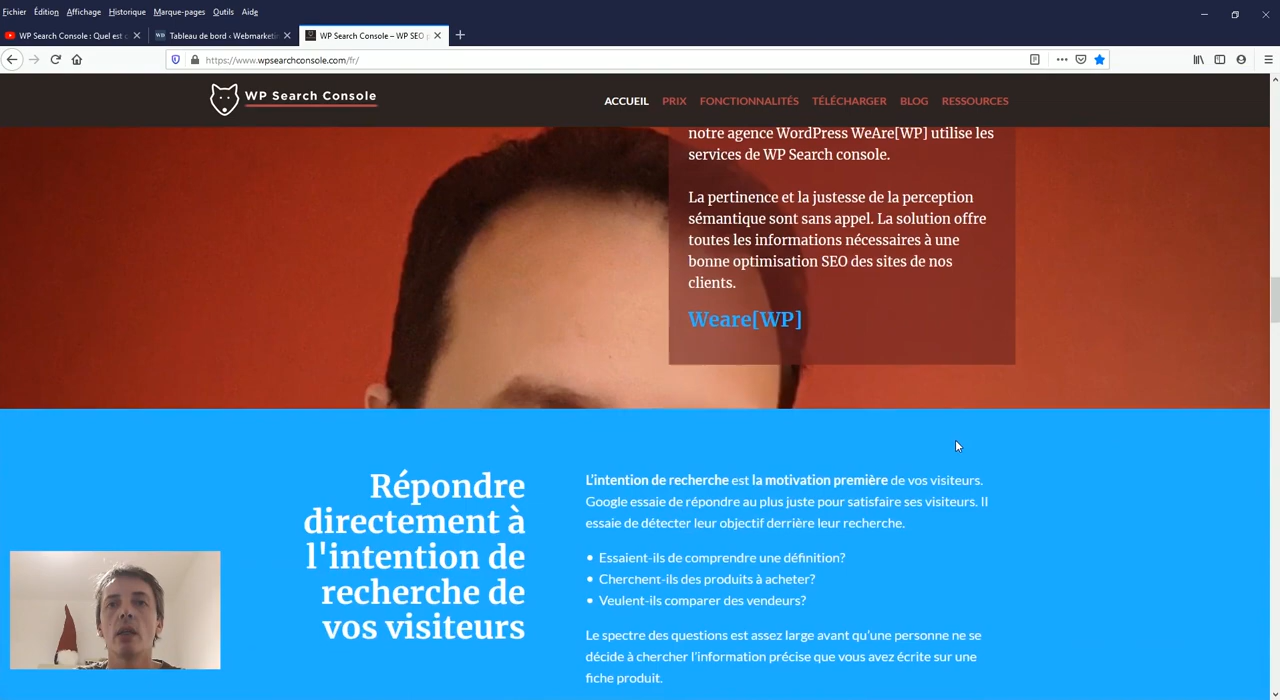 Fichier Édition Affichage Historique Marque-pages Outils Aide
WP Search Console : Quel est
Tableau de bord ‹ Webmarketin
WP Search Console – WP SEO
https://www.wpsearchconsole.com/fr/
WP Search Console
ACCUEIL PRIX FONCTIONNALITÉS TÉLÉCHARGER BLOG RESSOURCES
notre agence WordPress WeAre[WP] utilise les
services de WP Search console.
La pertinence et la justesse de la perception
sémantique sont sans appel. La solution offre
toutes les informations nécessaires à une
bonne optimisation SEO des sites de nos
clients.
Weare[WP]
Répondre
directement à
l'intention de
recherche de
vos visiteurs
L'intention de recherche est la motivation première de vos visiteurs.
Google essaie de répondre au plus juste pour satisfaire ses visiteurs. Il
essaie de détecter leur objectif derrière leur recherche.
• Essaient-ils de comprendre une définition?
• Cherchent-ils des produits à acheter?
• Veulent-ils comparer des vendeurs?
Le spectre des questions est assez large avant qu'une personne ne se
décide à chercher l'information précise que vous avez écrite sur une
fiche produit.